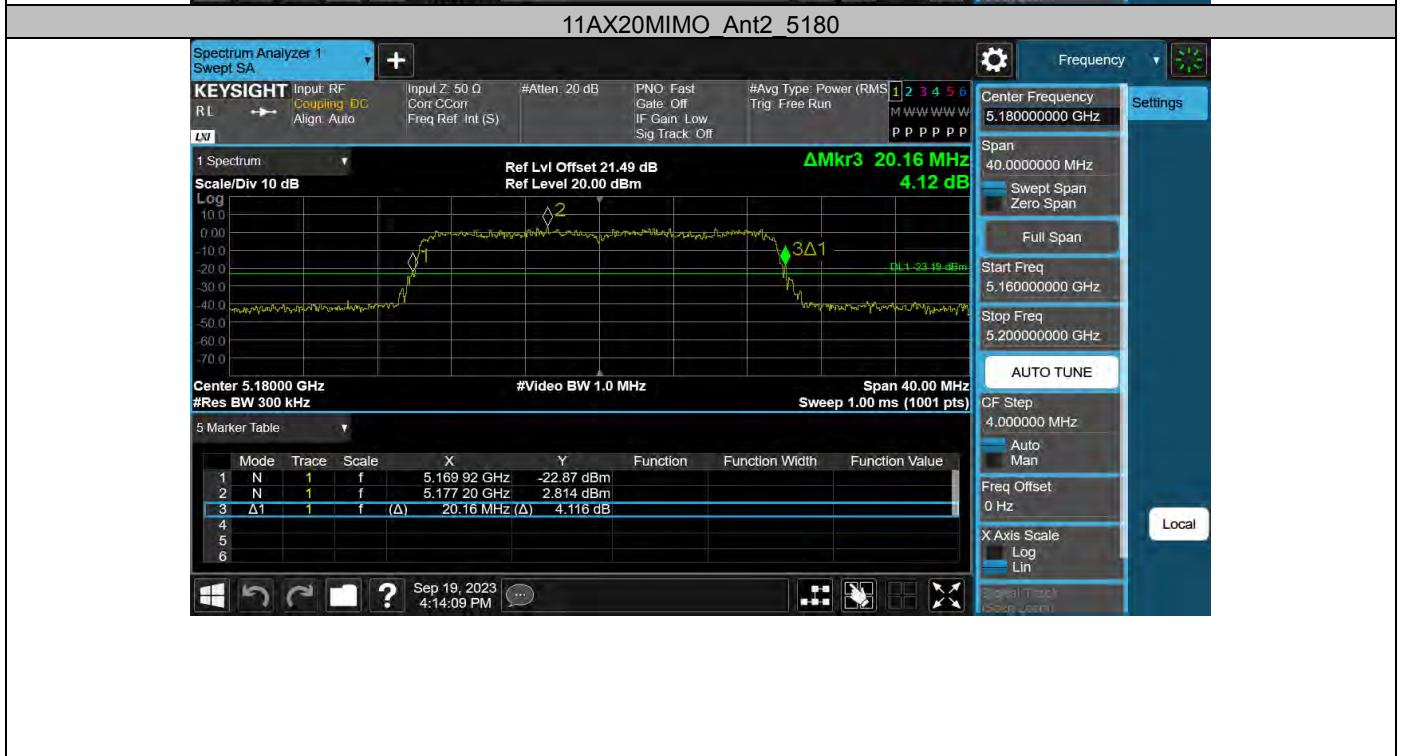 11AX20MIMO_Ant2_5180
Spectrum Analyzer 1
Swept SA
+
Frequency
KEYSIGHT
RL
LXI
Input: RF
Coupling: DC
Align: Auto
Input Z: 50 Ω
Corr CCorr
Freq Ref: Int (S)
#Atten: 20 dB
PNO: Fast
Gate: Off
IF Gain: Low
Sig Track: Off
#Avg Type: Power (RMS
Trig: Free Run
1 2 3 4 5 6
M W W W W W
P P P P P P
Center Frequency
5.180000000 GHz
Settings
1 Spectrum
Ref Lvl Offset 21.49 dB
ΔMkr3 20.16 MHz
Scale/Div 10 dB
Ref Level 20.00 dBm
4.12 dB
Log
10.0
0.00
-10.0
-20.0
-30.0
-40.0
-50.0
-60.0
-70.0
2
1
3Δ1
DL1 -23.19 dBm
Center 5.18000 GHz
#Video BW 1.0 MHz
Span 40.00 MHz
#Res BW 300 kHz
Sweep 1.00 ms (1001 pts)
Span
40.0000000 MHz
Swept Span
Zero Span
Full Span
Start Freq
5.160000000 GHz
Stop Freq
5.200000000 GHz
AUTO TUNE
CF Step
4.000000 MHz
Auto
Man
Freq Offset
0 Hz
X Axis Scale
Log
Lin
Signal Track
(Span Zoom)
Local
5 Marker Table
Mode Trace Scale X Y Function Function Width Function Value
1 N 1 f 5.169 92 GHz -22.87 dBm
2 N 1 f 5.177 20 GHz 2.814 dBm
3 Δ1 1 f (Δ) 20.16 MHz (Δ) 4.116 dB
4
5
6
?
Sep 19, 2023
4:14:09 PM